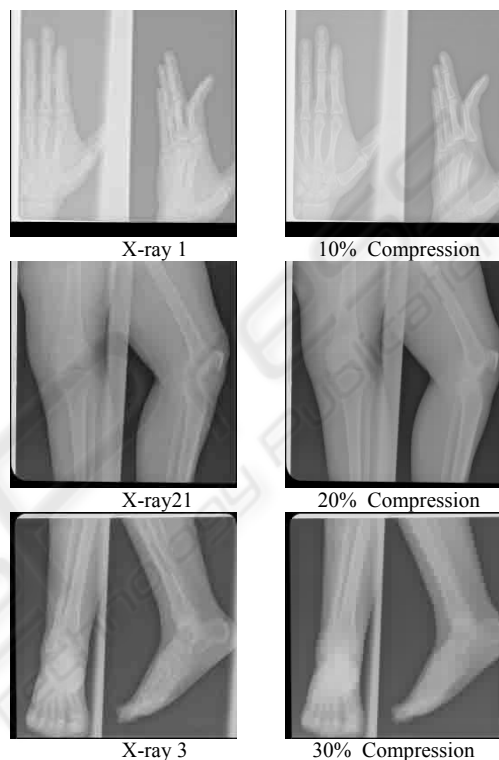 X-ray 1 10% Compression
X-ray21 20% Compression
X-ray 3 30% Compression